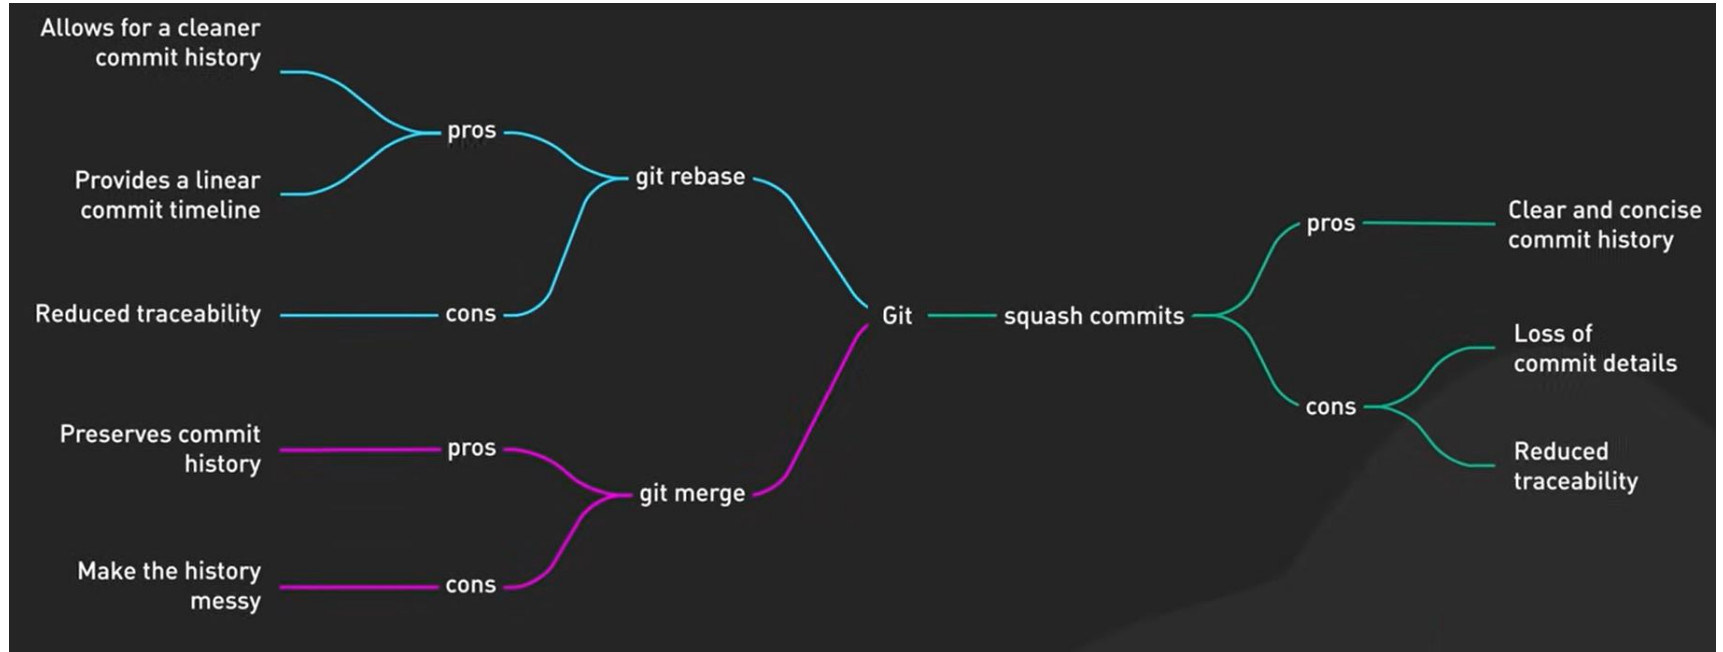 Allows for a cleaner
commit history
pros
Provides a linear
commit timeline
git rebase
Reduced traceability
cons
Git
squash commits
pros
Clear and concise
commit history
cons
Loss of
commit details
Reduced
traceability
Preserves commit
history
pros
git merge
Make the history
messy
cons